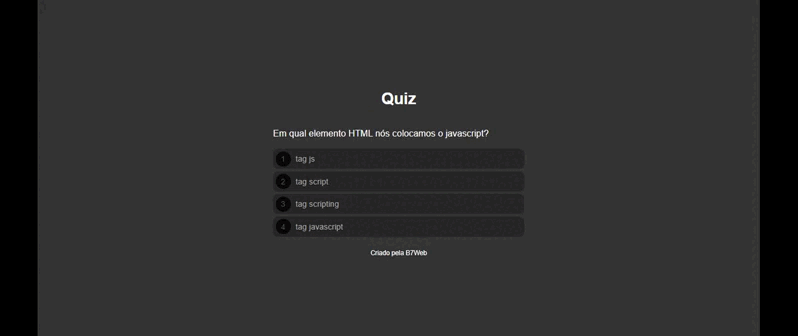 Quiz
Em qual elemento HTML nós colocamos o javascript?
1 tag js
2 tag script
3 tag scripting
4 tag javascript
Criado pela B7Web